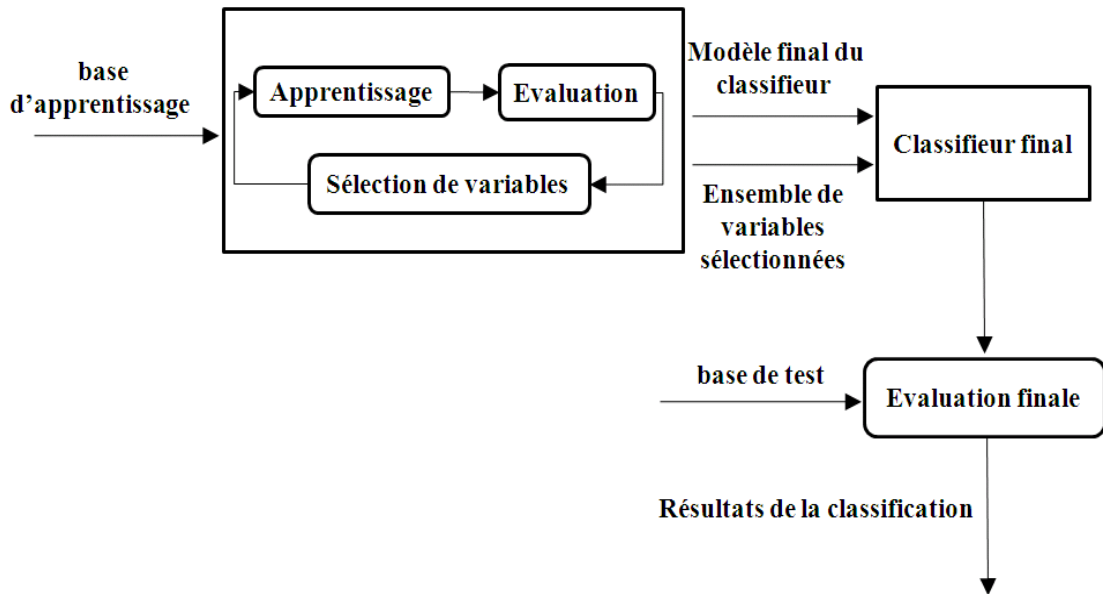 base
d'apprentissage
Apprentissage
Evaluation
Sélection de variables
Modèle final du
classifieur
Ensemble de
variables
sélectionnées
Classifieur final
base de test
Evaluation finale
Résultats de la classification